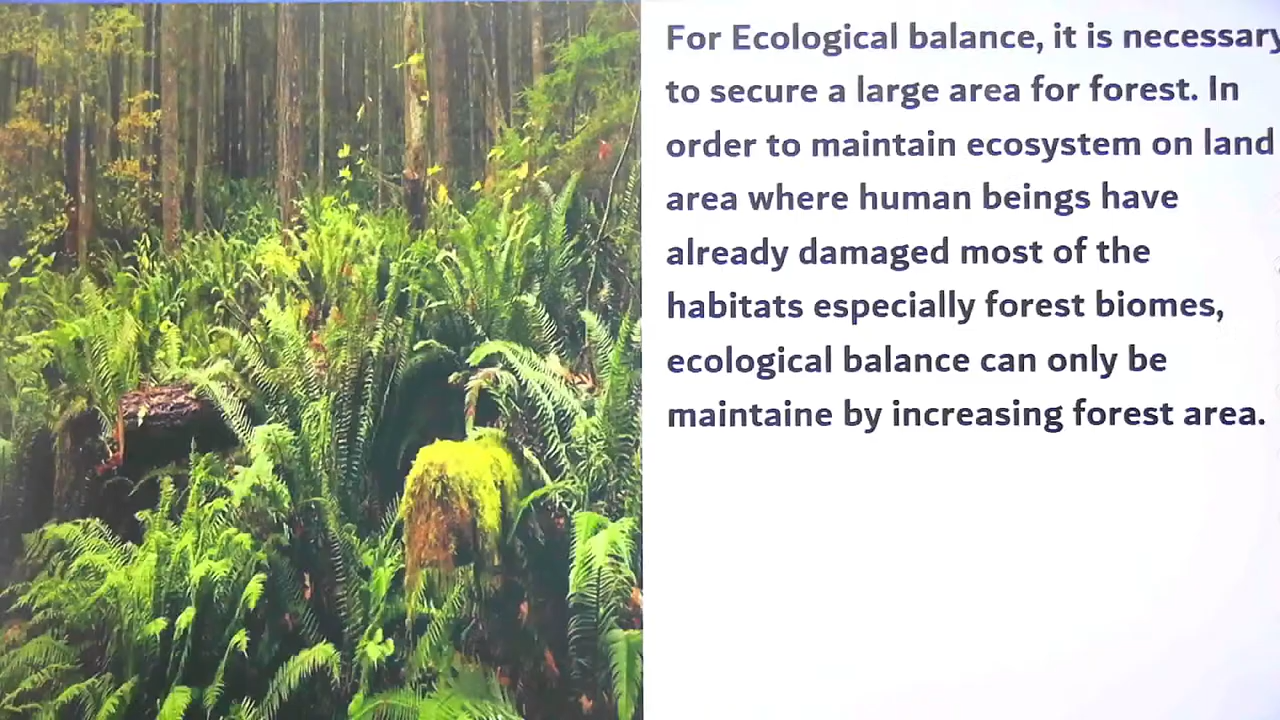 For Ecological balance, it is necessary
to secure a large area for forest. In
order to maintain ecosystem on land
area where human beings have
already damaged most of the
habitats especially forest biomes,
ecological balance can only be
maintaine by increasing forest area.